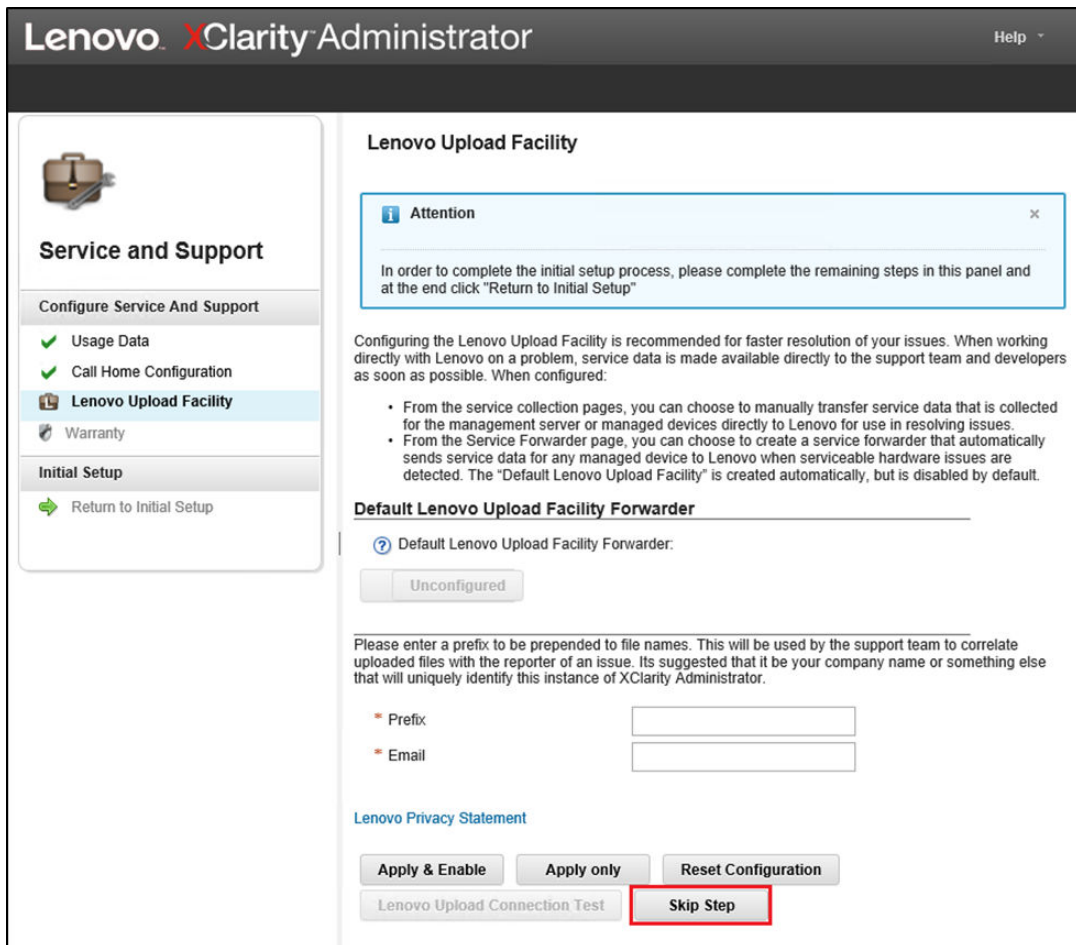 Lenovo. XClarity Administrator
Help
Service and Support
Configure Service And Support
Usage Data
Call Home Configuration
Lenovo Upload Facility
Warranty
Initial Setup
Return to Initial Setup
Lenovo Upload Facility
Attention
In order to complete the initial setup process, please complete the remaining steps in this panel and
at the end click "Return to Initial Setup"
Configuring the Lenovo Upload Facility is recommended for faster resolution of your issues. When working
directly with Lenovo on a problem, service data is made available directly to the support team and developers
as soon as possible. When configured:
• From the service collection pages, you can choose to manually transfer service data that is collected
for the management server or managed devices directly to Lenovo for use in resolving issues.
• From the Service Forwarder page, you can choose to create a service forwarder that automatically
sends service data for any managed device to Lenovo when serviceable hardware issues are
detected. The “Default Lenovo Upload Facility” is created automatically, but is disabled by default.
Default Lenovo Upload Facility Forwarder
? Default Lenovo Upload Facility Forwarder:
Unconfigured
Please enter a prefix to be prepended to file names. This will be used by the support team to correlate
uploaded files with the reporter of an issue. Its suggested that it be your company name or something else
that will uniquely identify this instance of XClarity Administrator.
* Prefix
* Email
Lenovo Privacy Statement
Apply & Enable Apply only Reset Configuration
Lenovo Upload Connection Test Skip Step